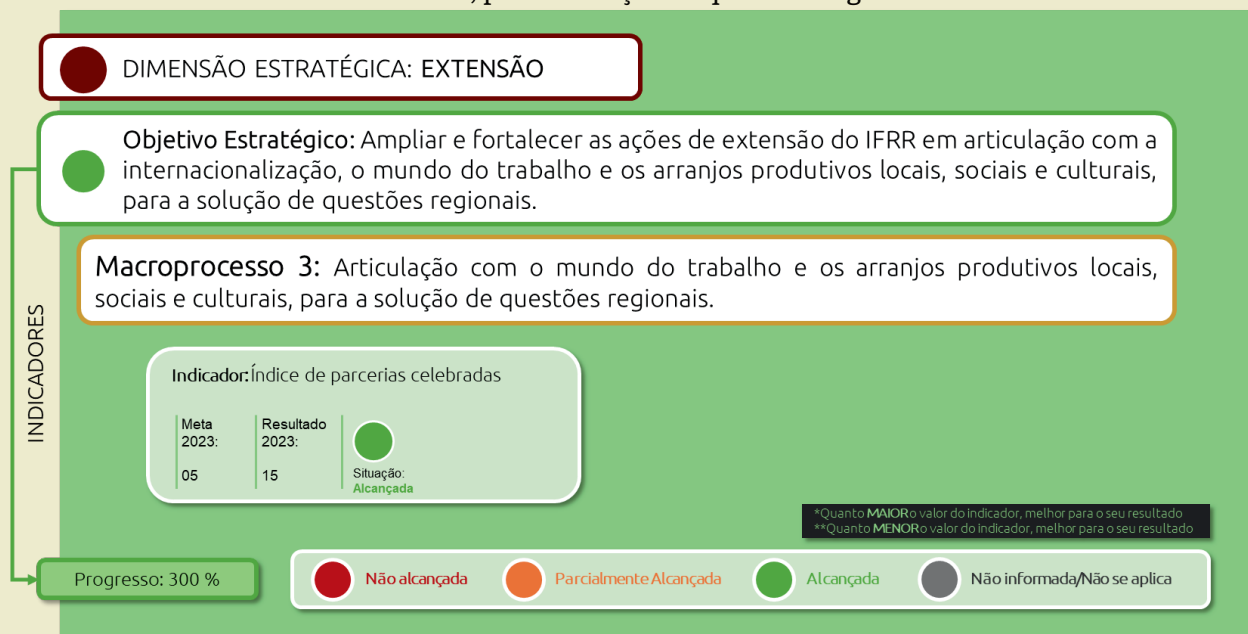 DIMENSÃO ESTRATÉGICA: EXTENSÃO
Objetivo Estratégico: Ampliar e fortalecer as ações de extensão do IFRR em articulação com a
internacionalização, o mundo do trabalho e os arranjos produtivos locais, sociais e culturais,
para a solução de questões regionais.
Macroprocesso 3: Articulação com o mundo do trabalho e os arranjos produtivos locais,
sociais e culturais, para a solução de questões regionais.
INDICADORES
Indicador: Índice de parcerias celebradas
Meta
2023:
05
Resultado
2023:
15
Situação:
Alcançada
*Quanto MAIOR o valor do indicador, melhor para o seu resultado
**Quanto MENOR o valor do indicador, melhor para o seu resultado
Progresso: 300 %
Não alcançada
Parcialmente Alcançada
Alcançada
Não informada/Não se aplica